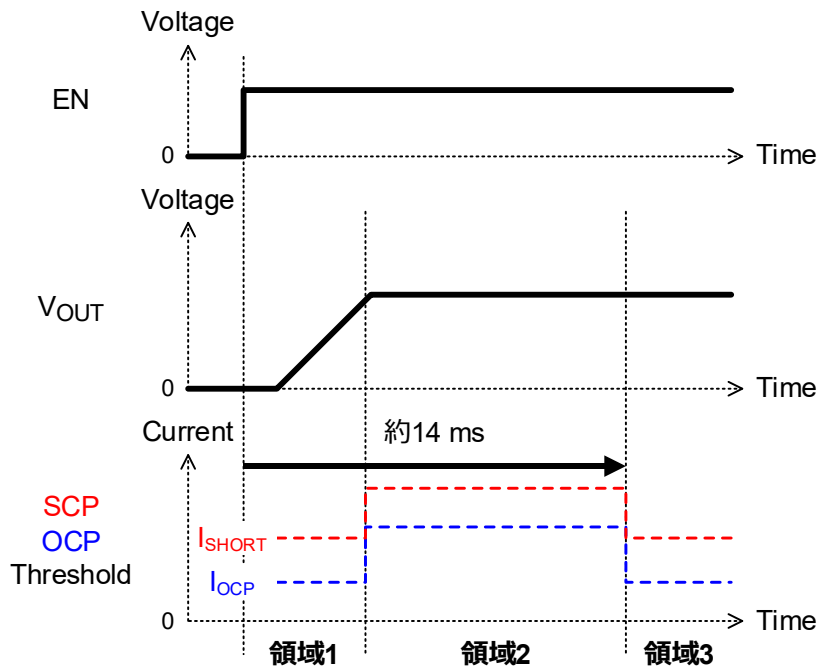 Voltage
EN
0
Time
Voltage
VOUT
0
Time
Current
約14 ms
SCP
OCP
Threshold
ISHORT
IOCP
0
Time
領域1
領域2
領域3